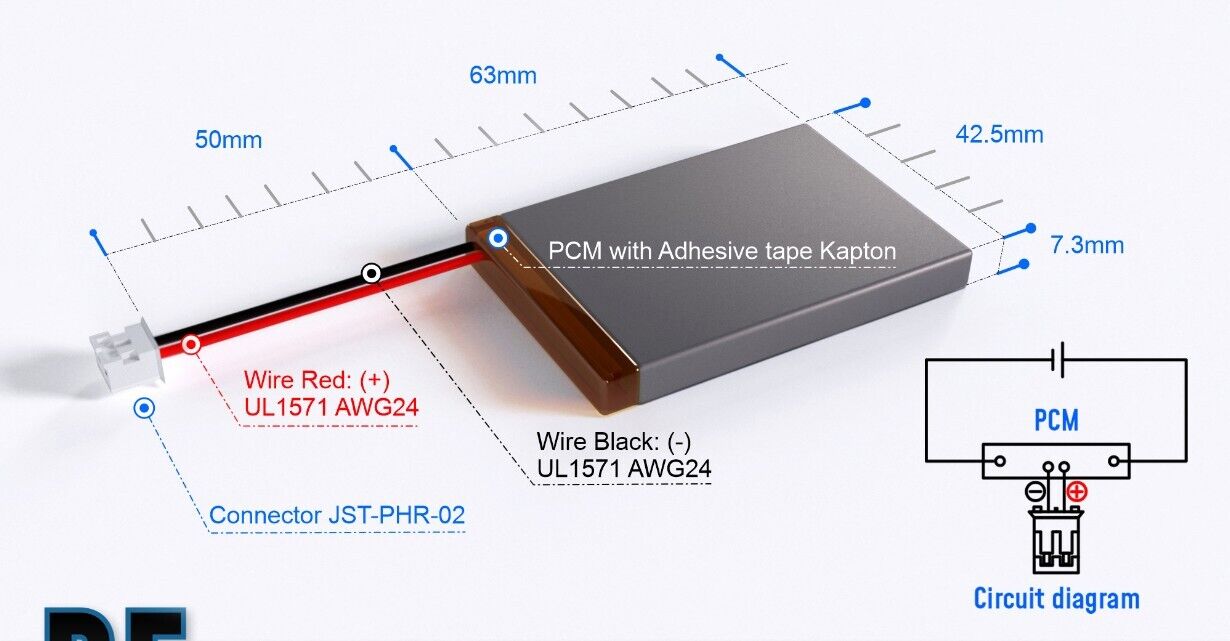 63mm
50mm
42.5mm
7.3mm
PCM with Adhesive tape Kapton
Wire Red: (+)
UL1571 AWG24
Wire Black: (-)
UL1571 AWG24
Connector JST-PHR-02
PCM
Circuit diagram